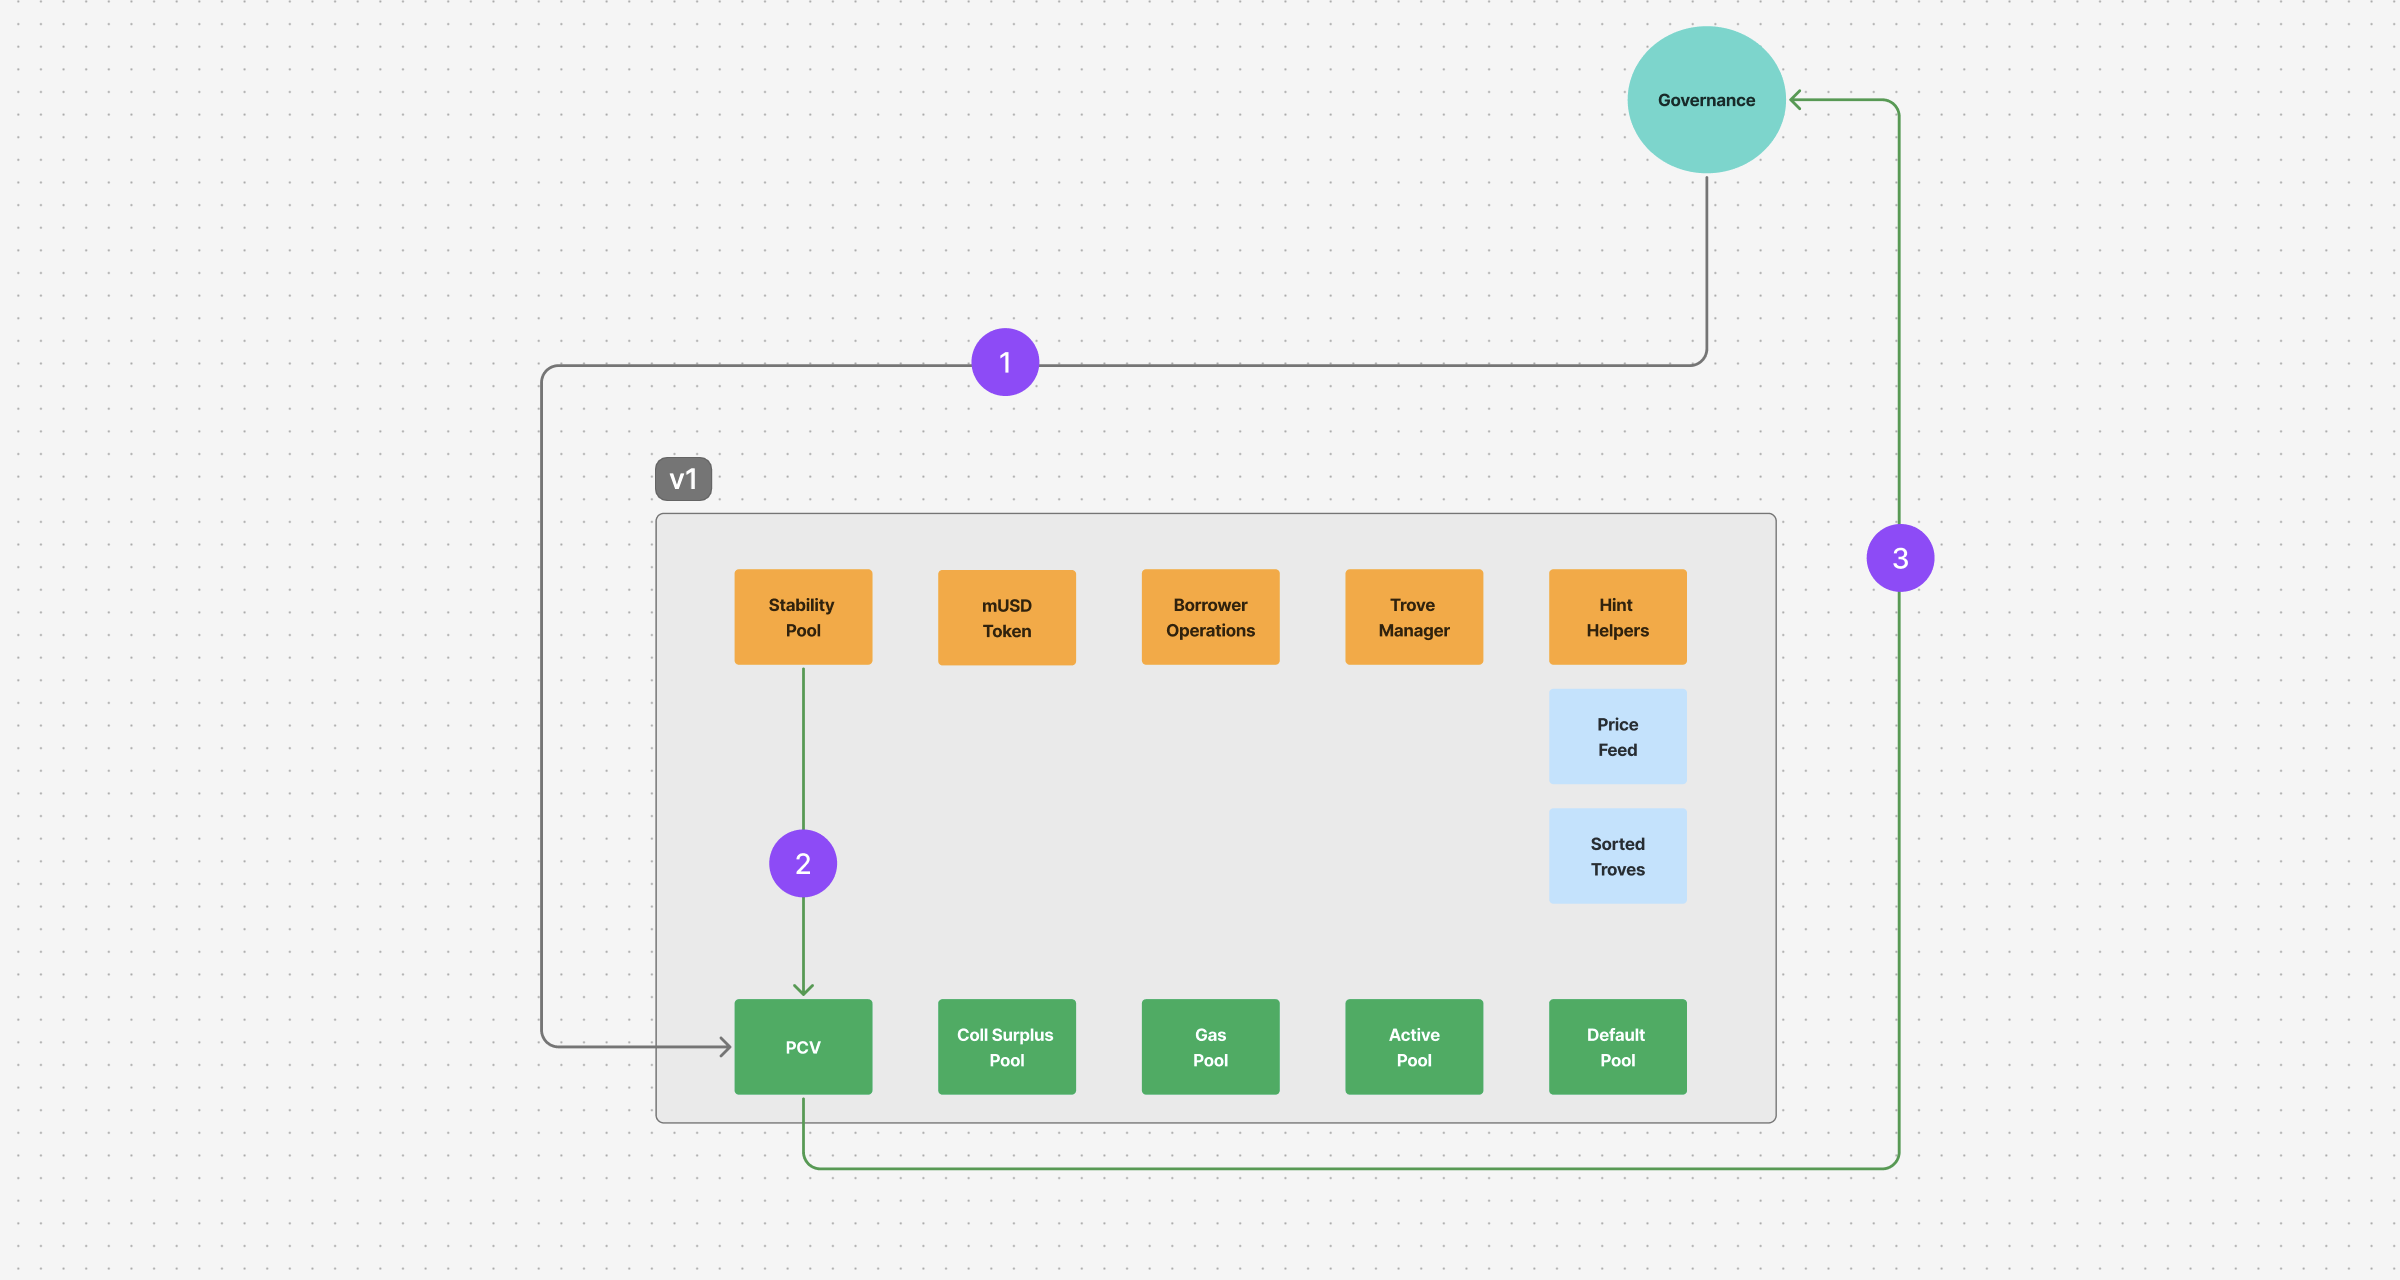 Governance
1
v1
3
Stability
Pool
mUSD
Token
Borrower
Operations
Trove
Manager
Hint
Helpers
Price
Feed
2
Sorted
Troves
PCV
Coll Surplus
Pool
Gas
Pool
Active
Pool
Default
Pool